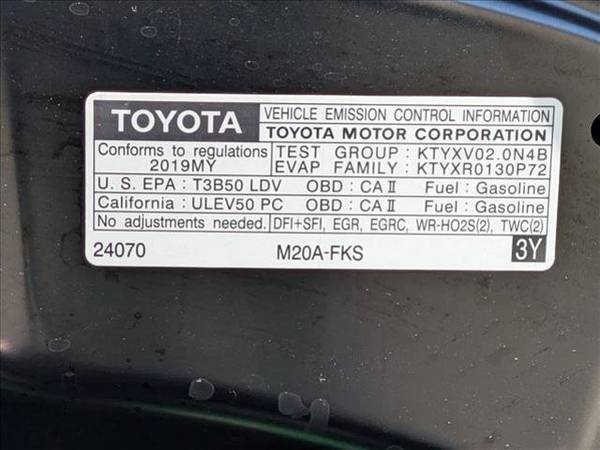 TOYOTA VEHICLE EMISSION CONTROL INFORMATION
TOYOTA MOTOR CORPORATION
Conforms to regulations TEST GROUP : KTYXV02.0N4B
2019MY EVAP FAMILY : KTYXR0130P72
U. S. EPA : T3B50 LDV OBD : CA II Fuel : Gasoline
California : ULEV50 PC OBD : CA II Fuel : Gasoline
No adjustments needed. DFI+SFI, EGR, EGRC, WR-HO2S(2), TWC(2)
24070 M20A-FKS 3Y